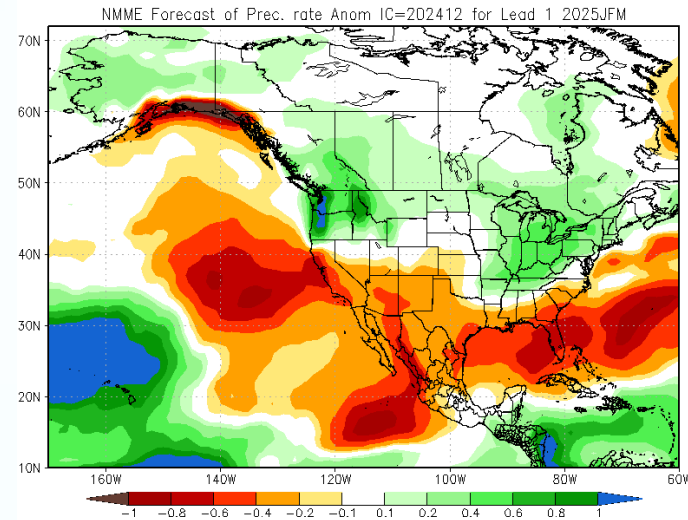 NMME Forecast of Prec. rate Anom IC=202412 for Lead 1 2025JFM
70N
60N
50N
40N
30N
20N
10N
160W 140W 120W 100W 80W 60W
-1 -0.8 -0.6 -0.4 -0.2 -0.1 0.1 0.2 0.4 0.6 0.8 1